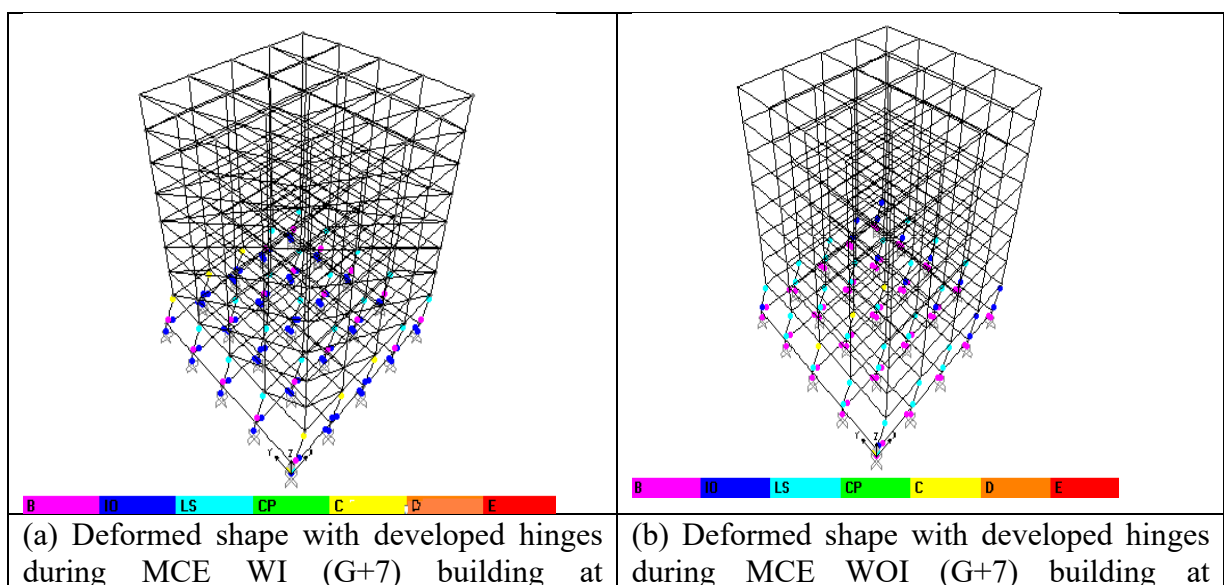 Y Z X
Y Z X
B IO LS CP C D E
B IO LS CP C D E
(a) Deformed shape with developed hinges
during MCE WI (G+7) building at
(b) Deformed shape with developed hinges
during MCE WOI (G+7) building at